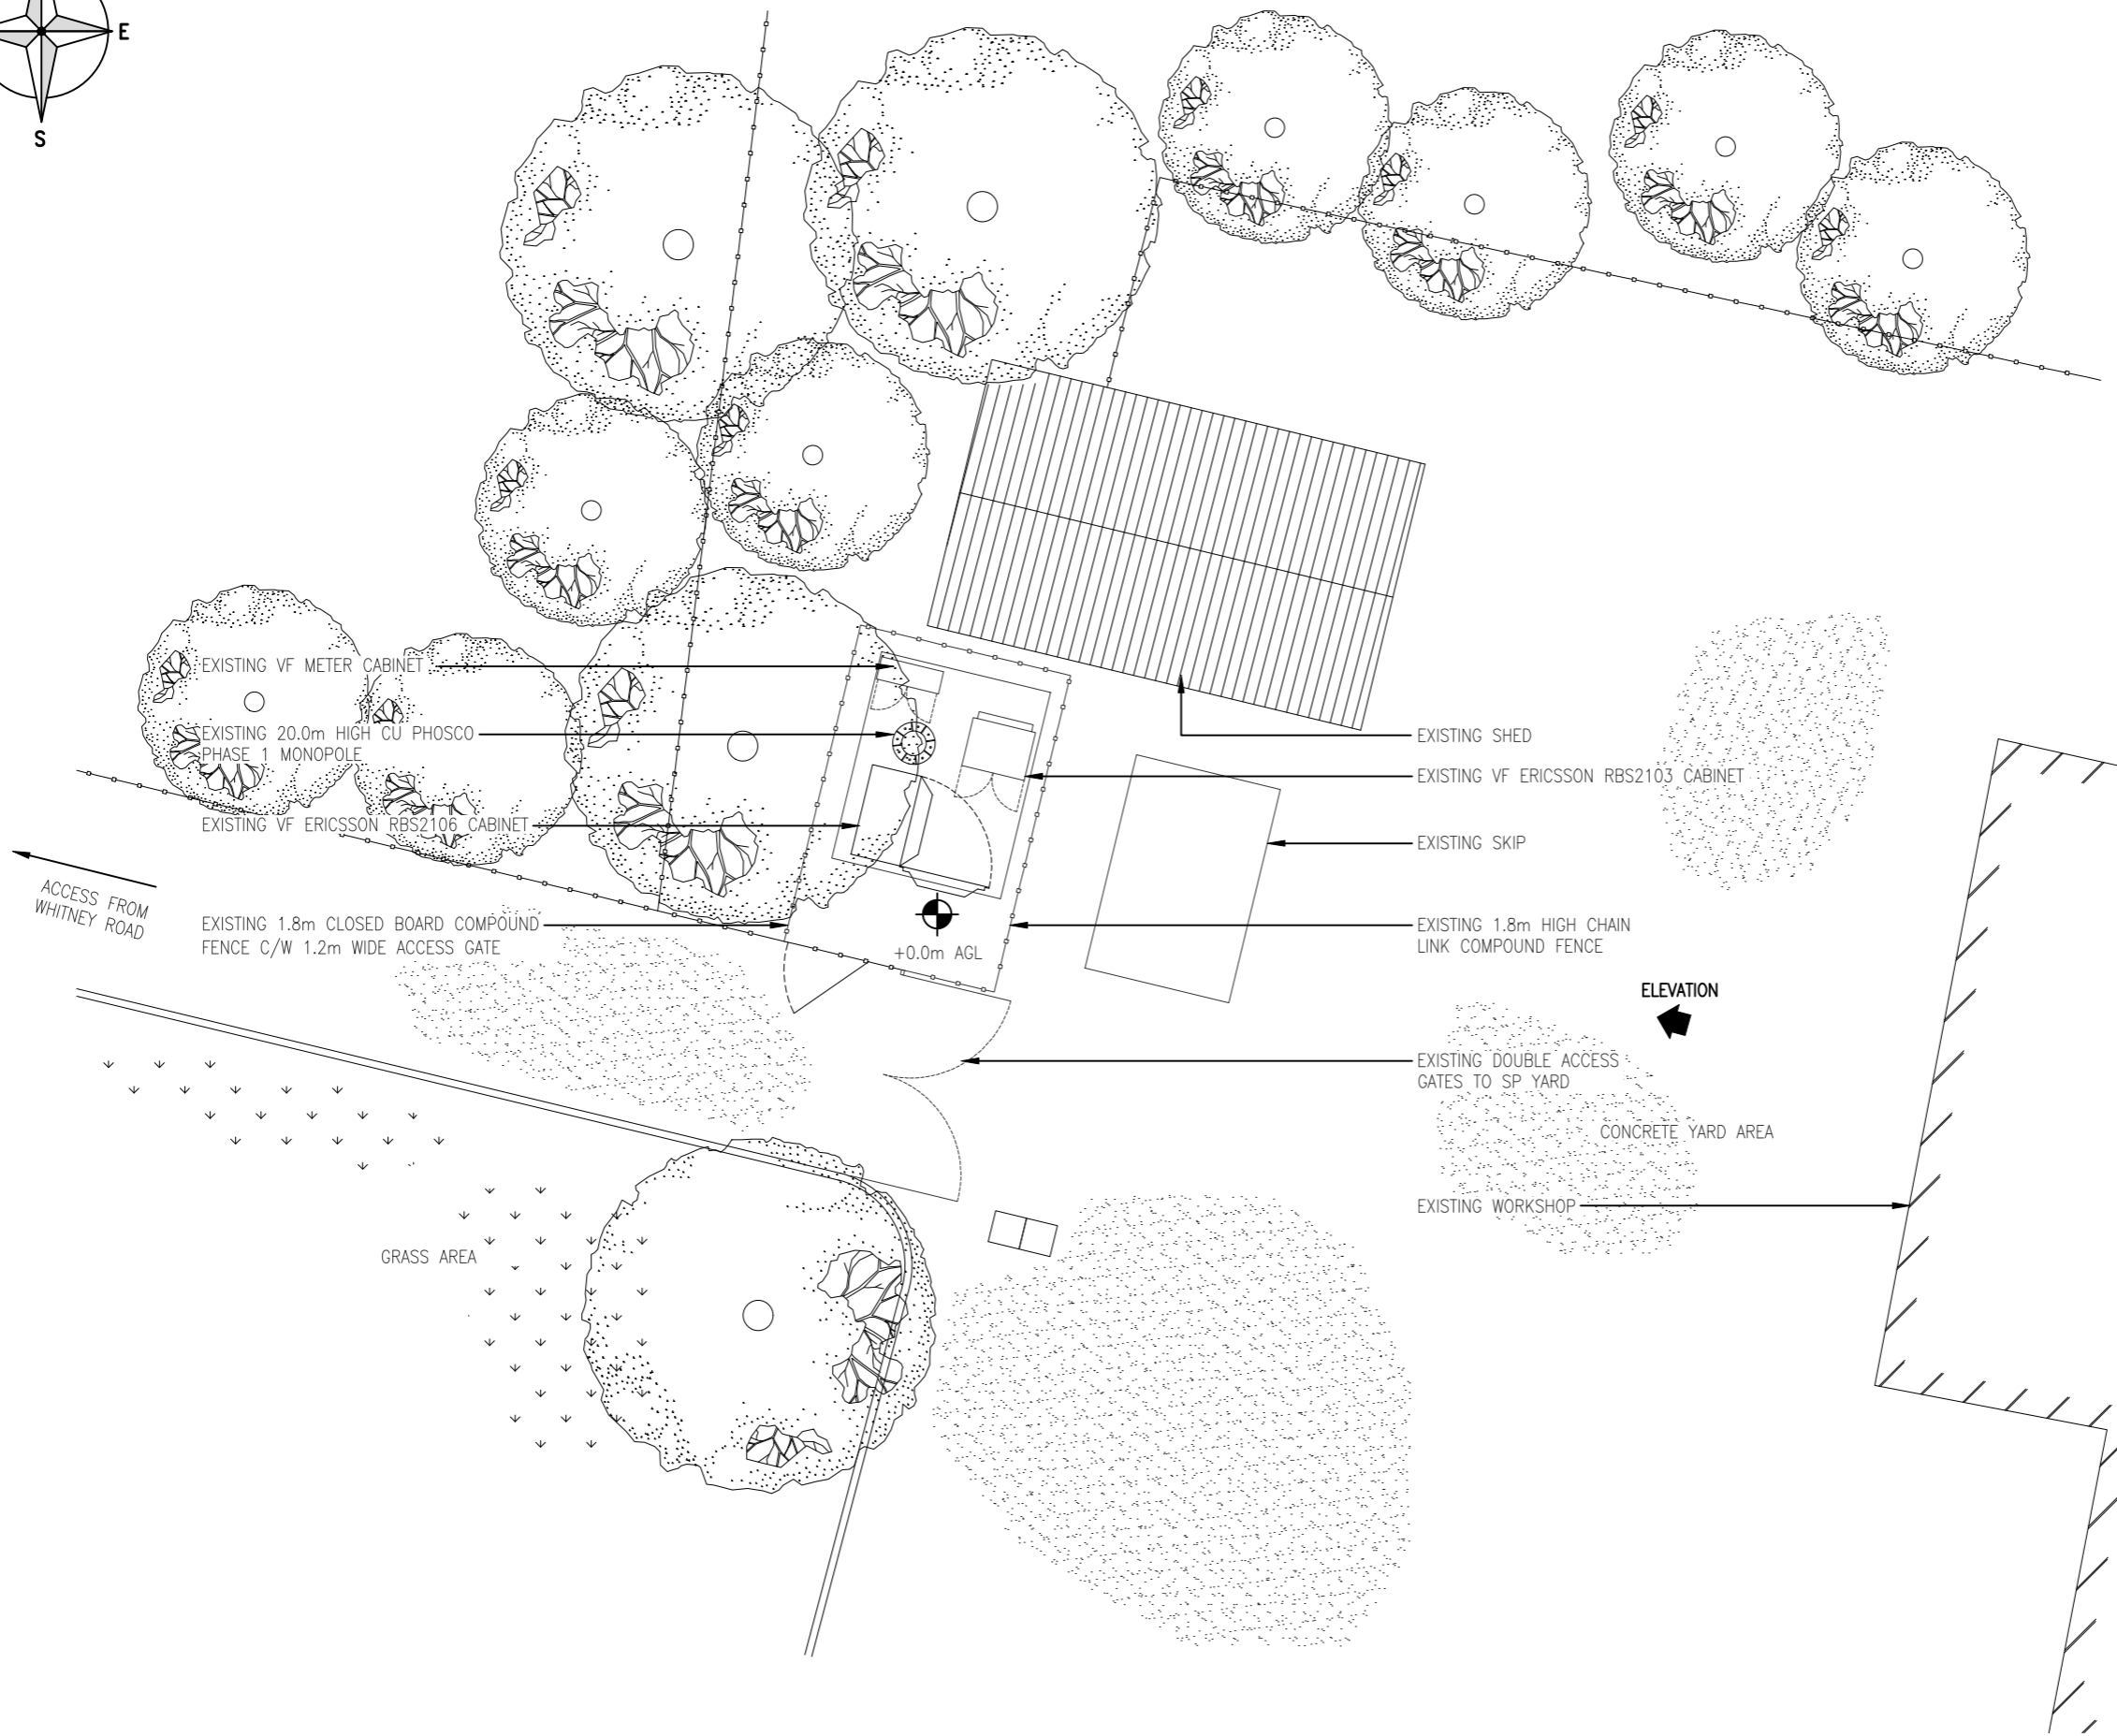 E
S
EXISTING VF METER CABINET
EXISTING 20.0m HIGH CU PHOSCO
PHASE 1 MONOPOLE
EXISTING VF ERICSSON RBS2106 CABINET
ACCESS FROM
WHITNEY ROAD
EXISTING 1.8m CLOSED BOARD COMPOUND
FENCE C/W 1.2m WIDE ACCESS GATE
+0.0m AGL
EXISTING SHED
EXISTING VF ERICSSON RBS2103 CABINET
EXISTING SKIP
EXISTING 1.8m HIGH CHAIN
LINK COMPOUND FENCE
ELEVATION
EXISTING DOUBLE ACCESS
GATES TO SP YARD
CONCRETE YARD AREA
EXISTING WORKSHOP
GRASS AREA